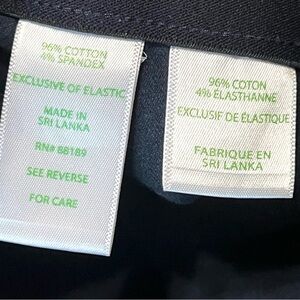 96% COTTON
4% SPANDEX
EXCLUSIVE OF ELASTIC
MADE IN
SRI LANKA
RN# 88189
SEE REVERSE
FOR CARE
96% COTON
4% ÉLASTHANNE
EXCLUSIF DE ÉLASTIQUE
FABRIQUE EN
SRI LANKA